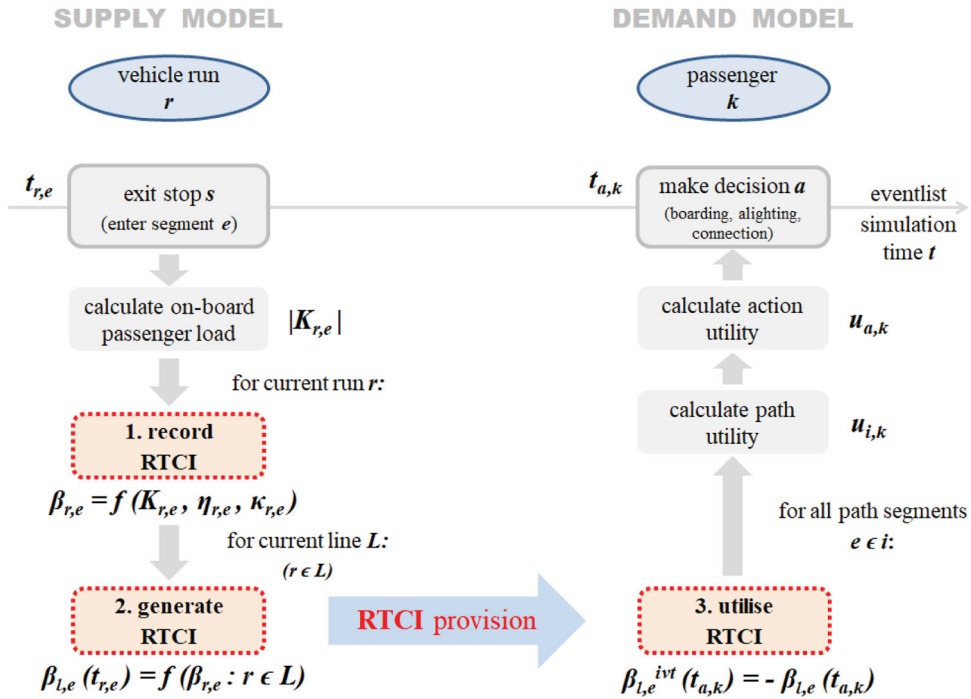 SUPPLY MODEL
DEMAND MODEL
vehicle run
r
passenger
k
t_{r,e}
exit stop s
(enter segment e)
t_{a,k}
make decision a
(boarding, alighting,
connection)
eventlist
simulation
time t
calculate on-board
passenger load
|K_{r,e}|
calculate action
utility
u_{a,k}
for current run r:
calculate path
utility
u_{i,k}
1. record
RTCI
β_{r,e} = f (K_{r,e} , η_{r,e} , κ_{r,e})
for all path segments
e ϵ i:
for current line L:
(r ϵ L)
2. generate
RTCI
RTCI provision
3. utilise
RTCI
β_{l,e} (t_{r,e}) = f (β_{r,e} : r ϵ L)
β_{l,e}^{ivt} (t_{a,k}) = - β_{l,e} (t_{a,k})